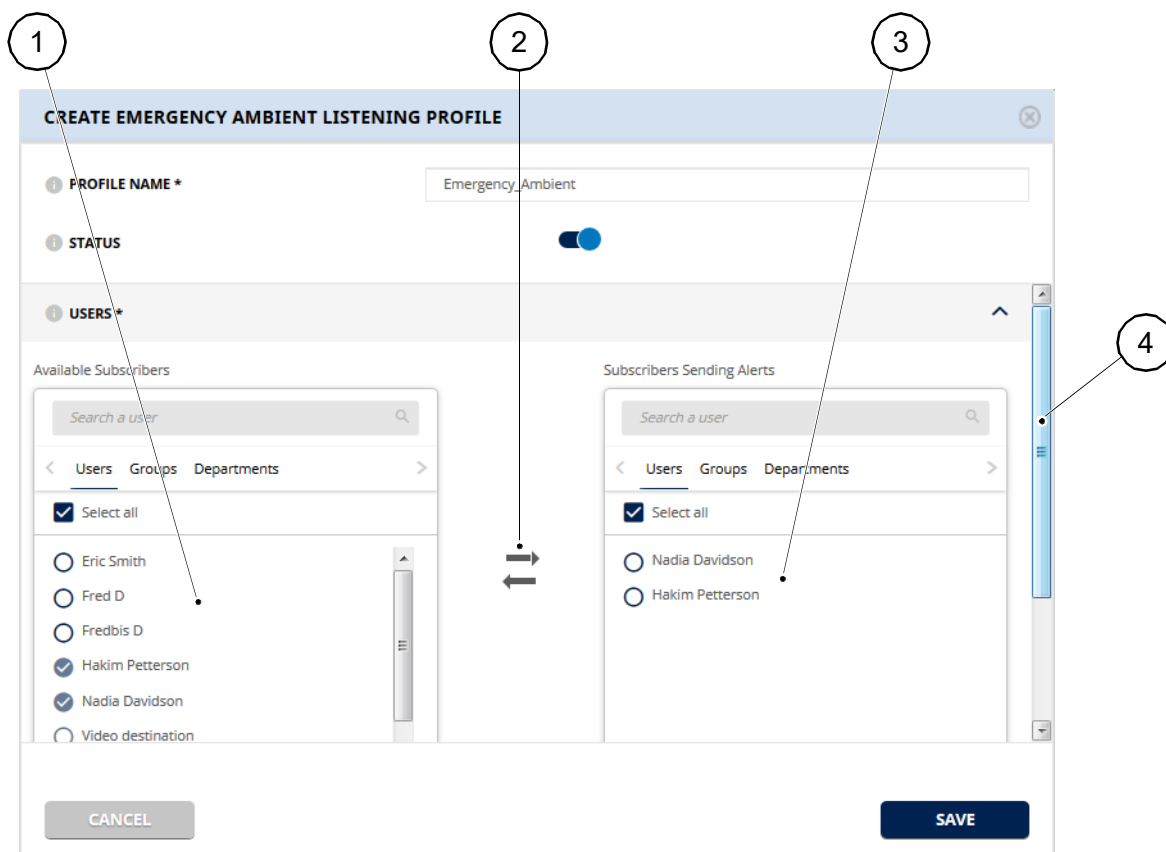 1 2 3
CREATE EMERGENCY AMBIENT LISTENING PROFILE
PROFILE NAME * Emergency_Ambient
STATUS
USERS *
4
Available Subscribers
Subscribers Sending Alerts
Search a user
Search a user
Users Groups Departments
Users Groups Departments
Select all
Select all
Eric Smith
Fred D
Fredbis D
Hakim Petterson
Nadia Davidson
Video destination
Nadia Davidson
Hakim Petterson
CANCEL
SAVE